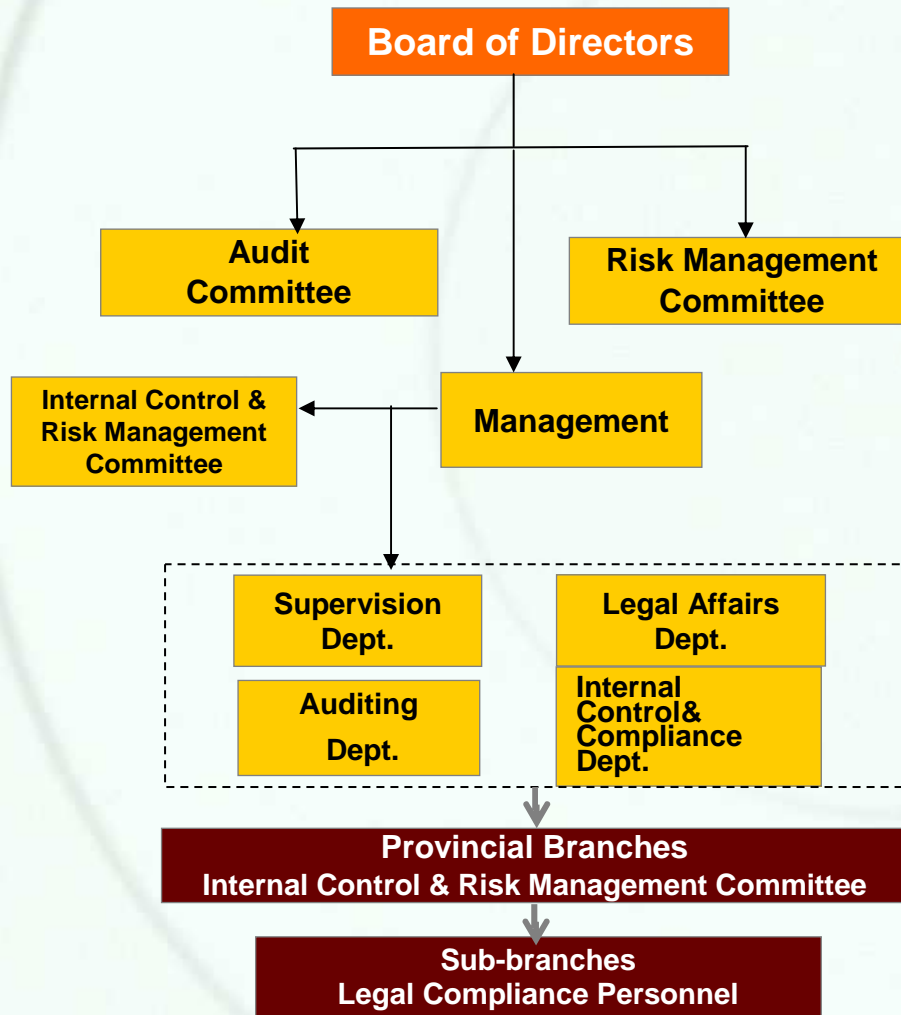 Board of Directors
Audit
Committee
Risk Management
Committee
Internal Control &
Risk Management
Committee
Management
Supervision
Dept.
Legal Affairs
Dept.
Auditing
Dept.
Internal
Control&
Compliance
Dept.
Provincial Branches
Internal Control & Risk Management Committee
Sub-branches
Legal Compliance Personnel